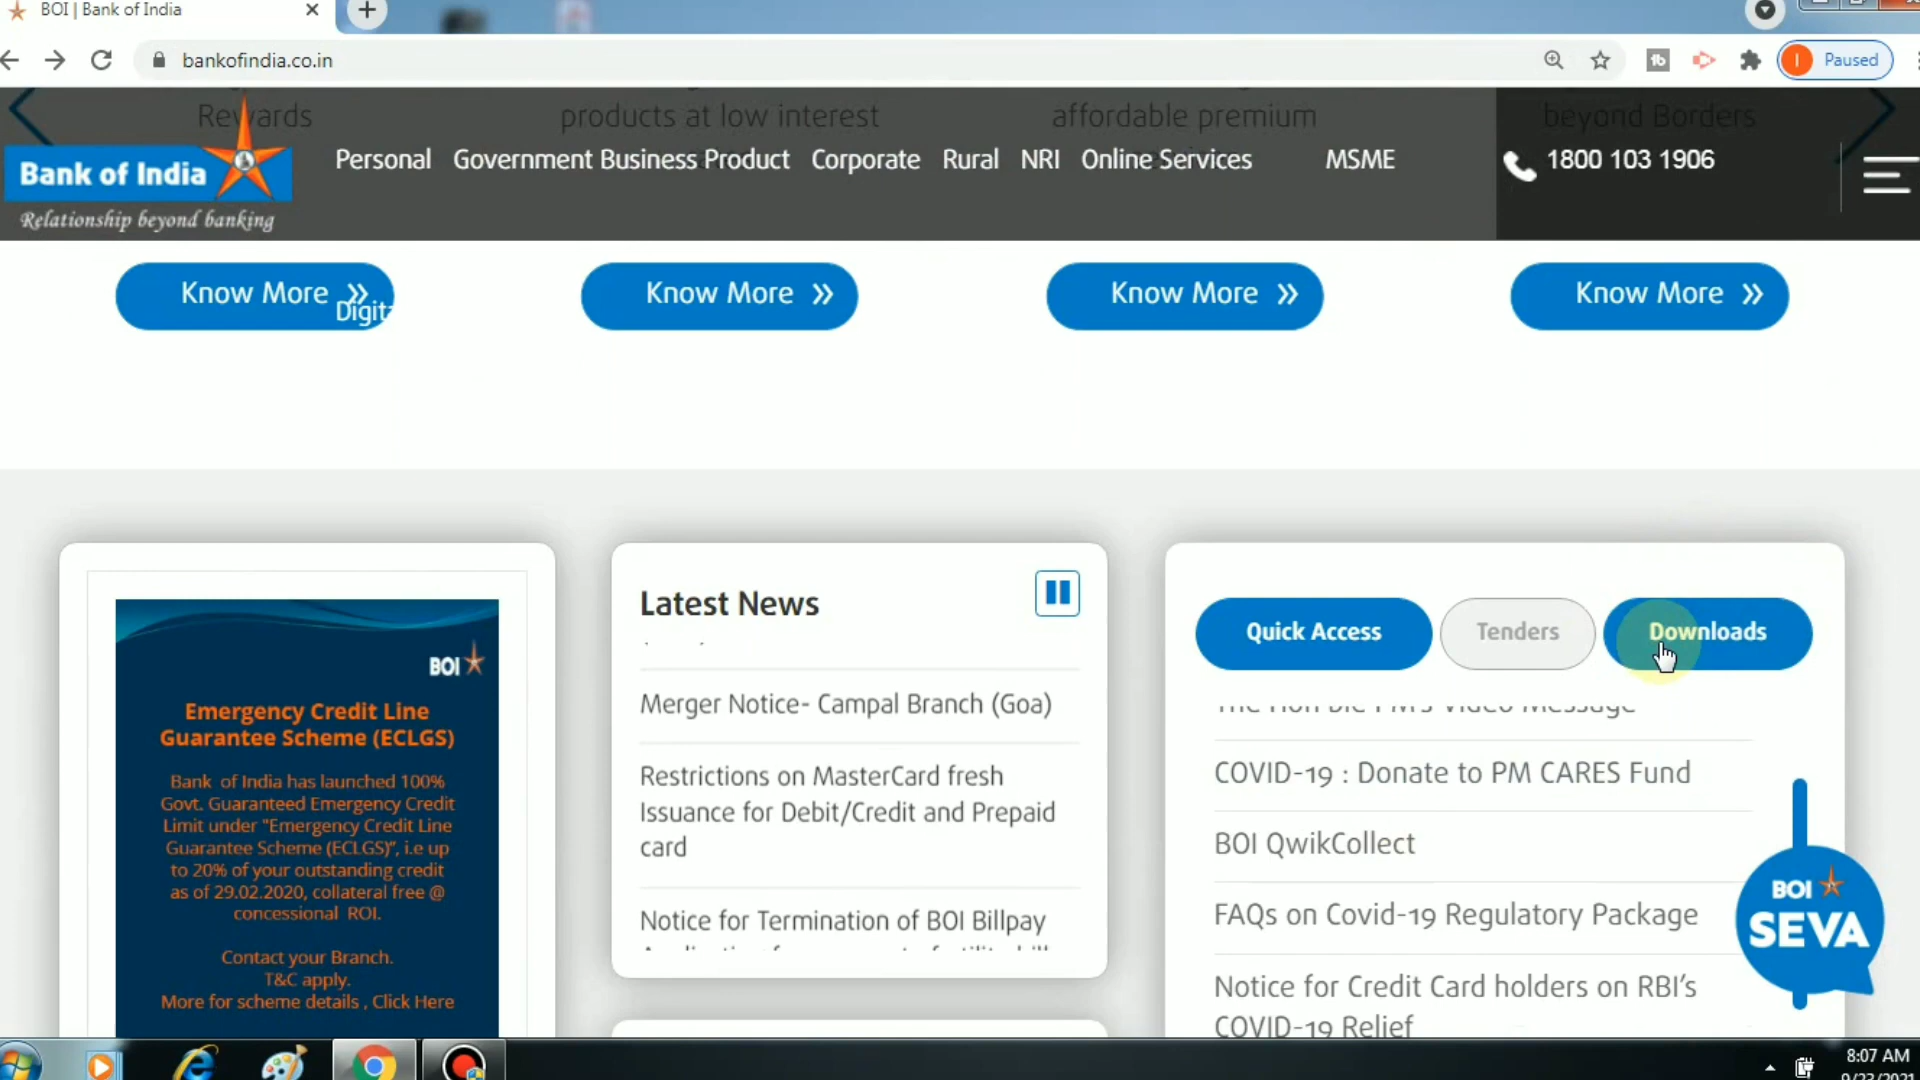 BOI | Bank of India
bankofindia.co.in
Paused
Rewards
products at low interest
affordable premium
beyond Borders
Bank of India
Relationship beyond banking
Personal
Government Business Product
Corporate
Rural
NRI
Online Services
MSME
1800 103 1906
Know More »
Digit
Know More »
Know More »
Know More »
BOI
Emergency Credit Line
Guarantee Scheme (ECLGS)
Bank of India has launched 100%
Govt. Guaranteed Emergency Credit
Limit under "Emergency Credit Line
Guarantee Scheme (ECLGS)", i.e up
to 20% of your outstanding credit
as of 29.02.2020, collateral free @
concessional ROI.
Contact your Branch.
T&C apply.
More for scheme details , Click Here
Latest News
Merger Notice- Campal Branch (Goa)
Restrictions on MasterCard fresh
Issuance for Debit/Credit and Prepaid
card
Notice for Termination of BOI Billpay
Quick Access
Tenders
Downloads
COVID-19 : Donate to PM CARES Fund
BOI QwikCollect
FAQs on Covid-19 Regulatory Package
Notice for Credit Card holders on RBI's
COVID-19 Relief
BOI
SEVA
8:07 AM
9/23/2021